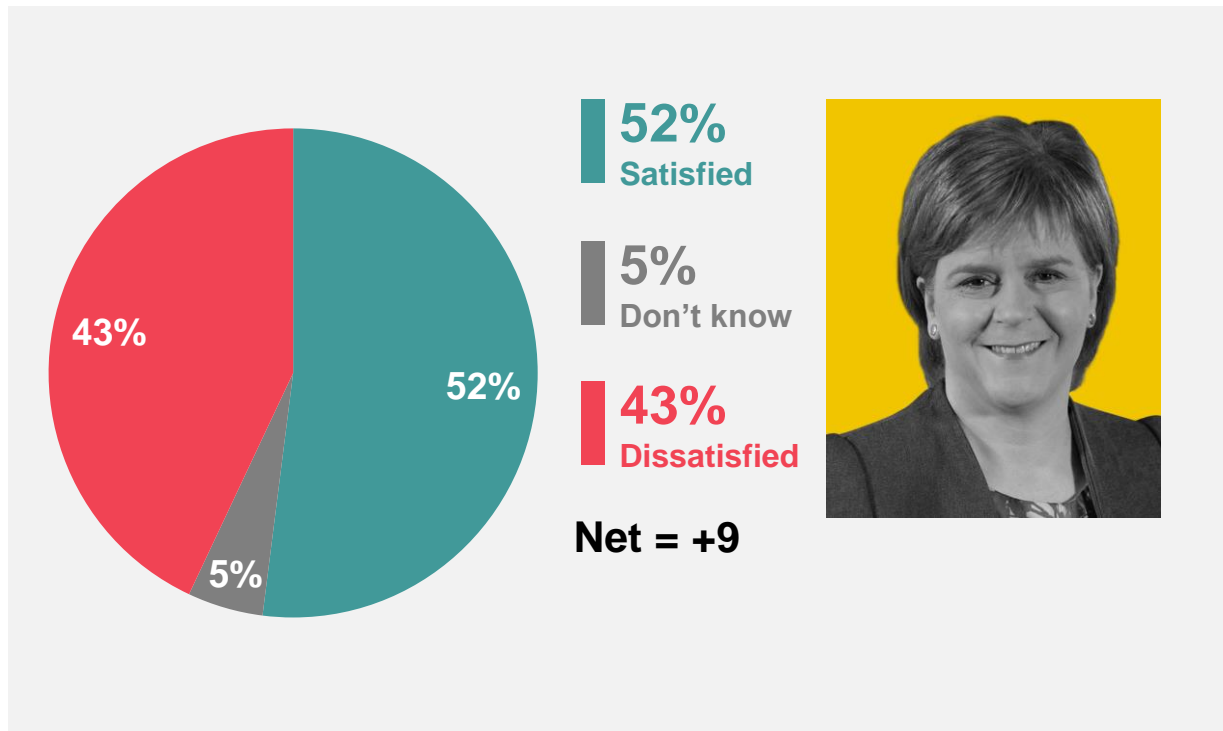 43%
52%
5%
52%
Satisfied
5%
Don’t know
43%
Dissatisfied
Net = +9